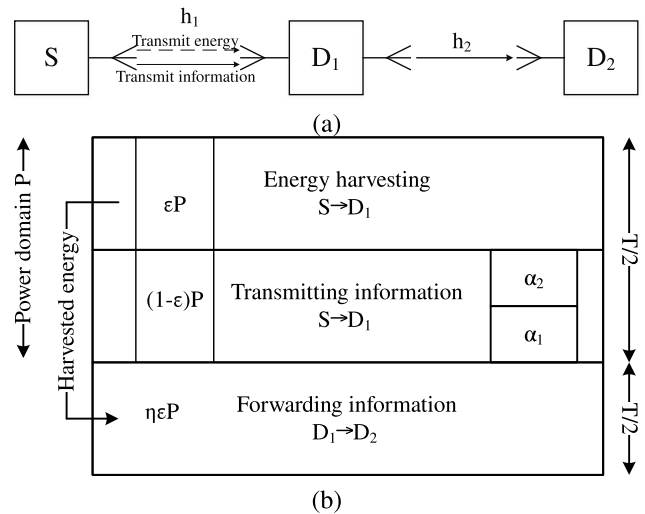 h₁
S
Transmit energy
Transmit information
D₁
h₂
D₂
(a)
Power domain P
Harvested energy
εP
Energy harvesting
S→D₁
T/2
(1-ε)P
Transmitting information
S→D₁
α₂
α₁
ηεP
Forwarding information
D₁→D₂
T/2
(b)